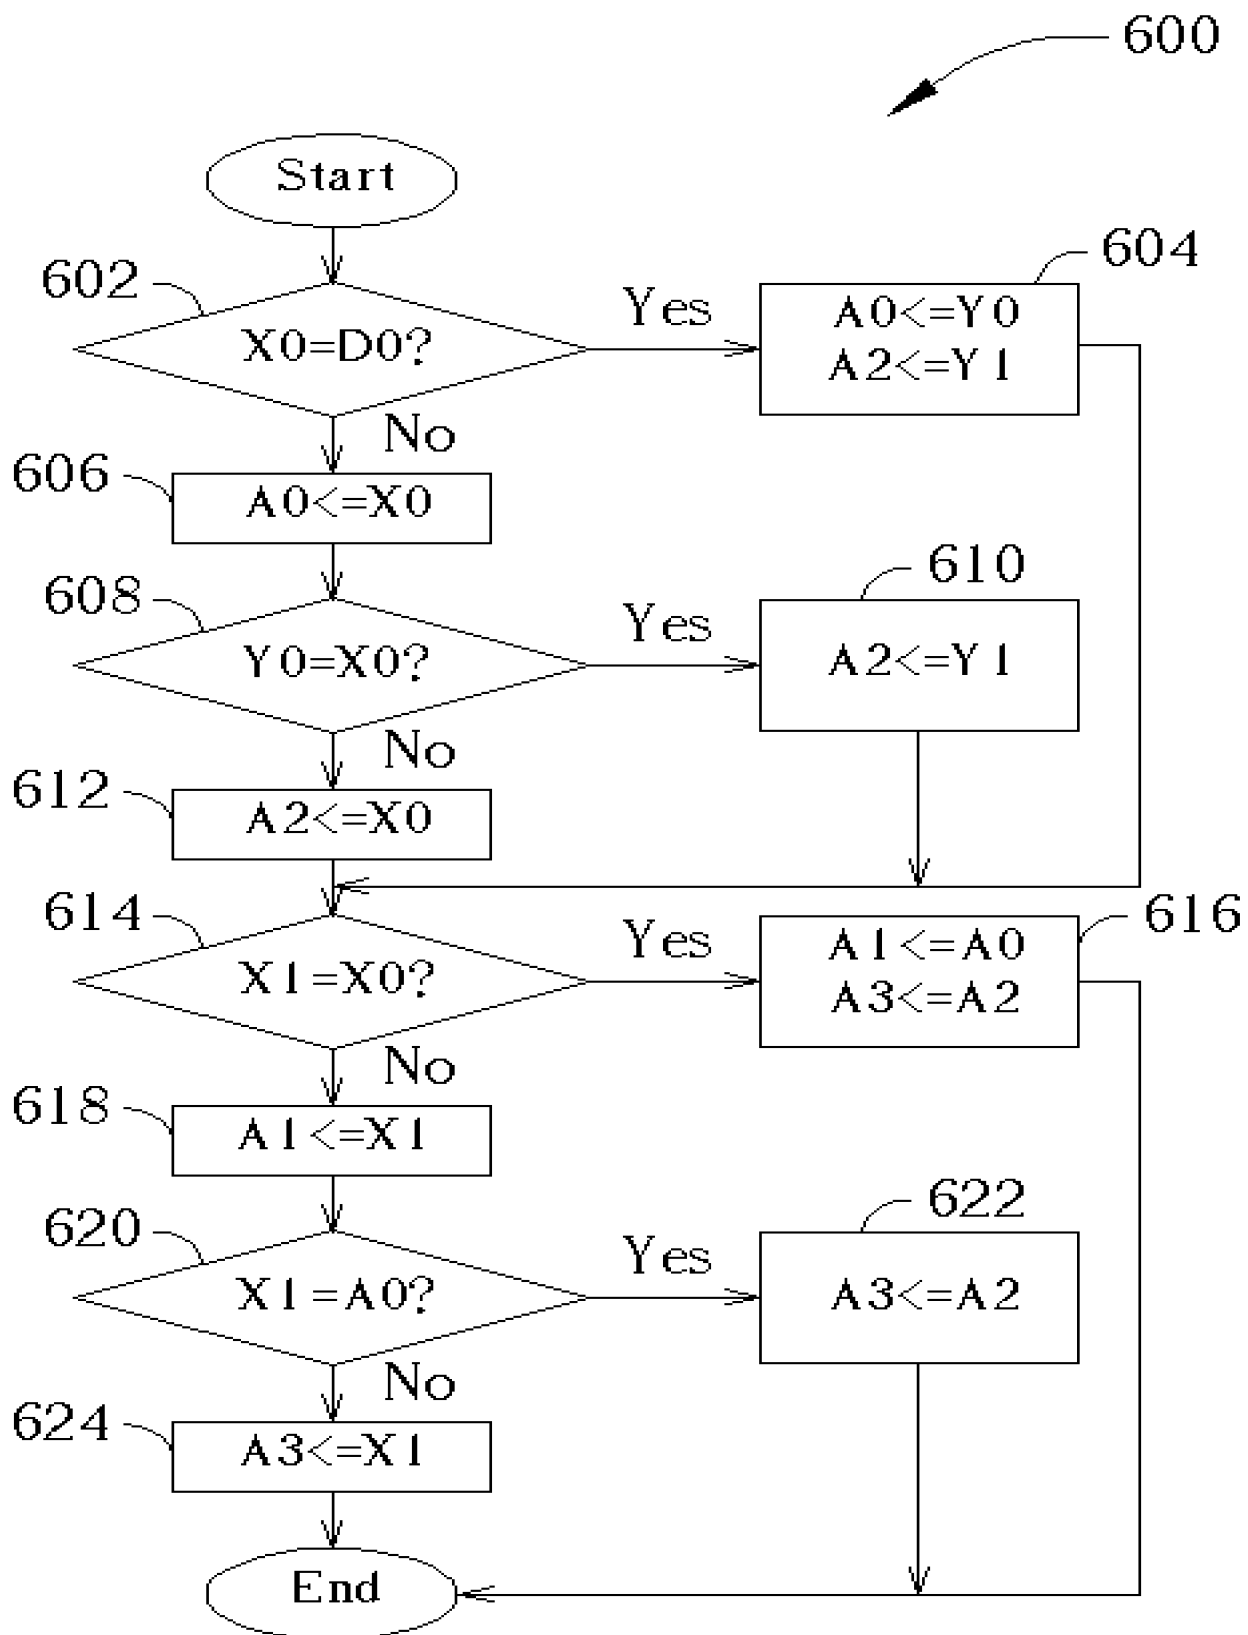 600
Start
602
X0=D0?
Yes
604
A0<=Y0
A2<=Y1
No
606
A0<=X0
608
Y0=X0?
Yes
610
A2<=Y1
No
612
A2<=X0
614
X1=X0?
Yes
616
A1<=A0
A3<=A2
No
618
A1<=X1
620
X1=A0?
Yes
622
A3<=A2
No
624
A3<=X1
End